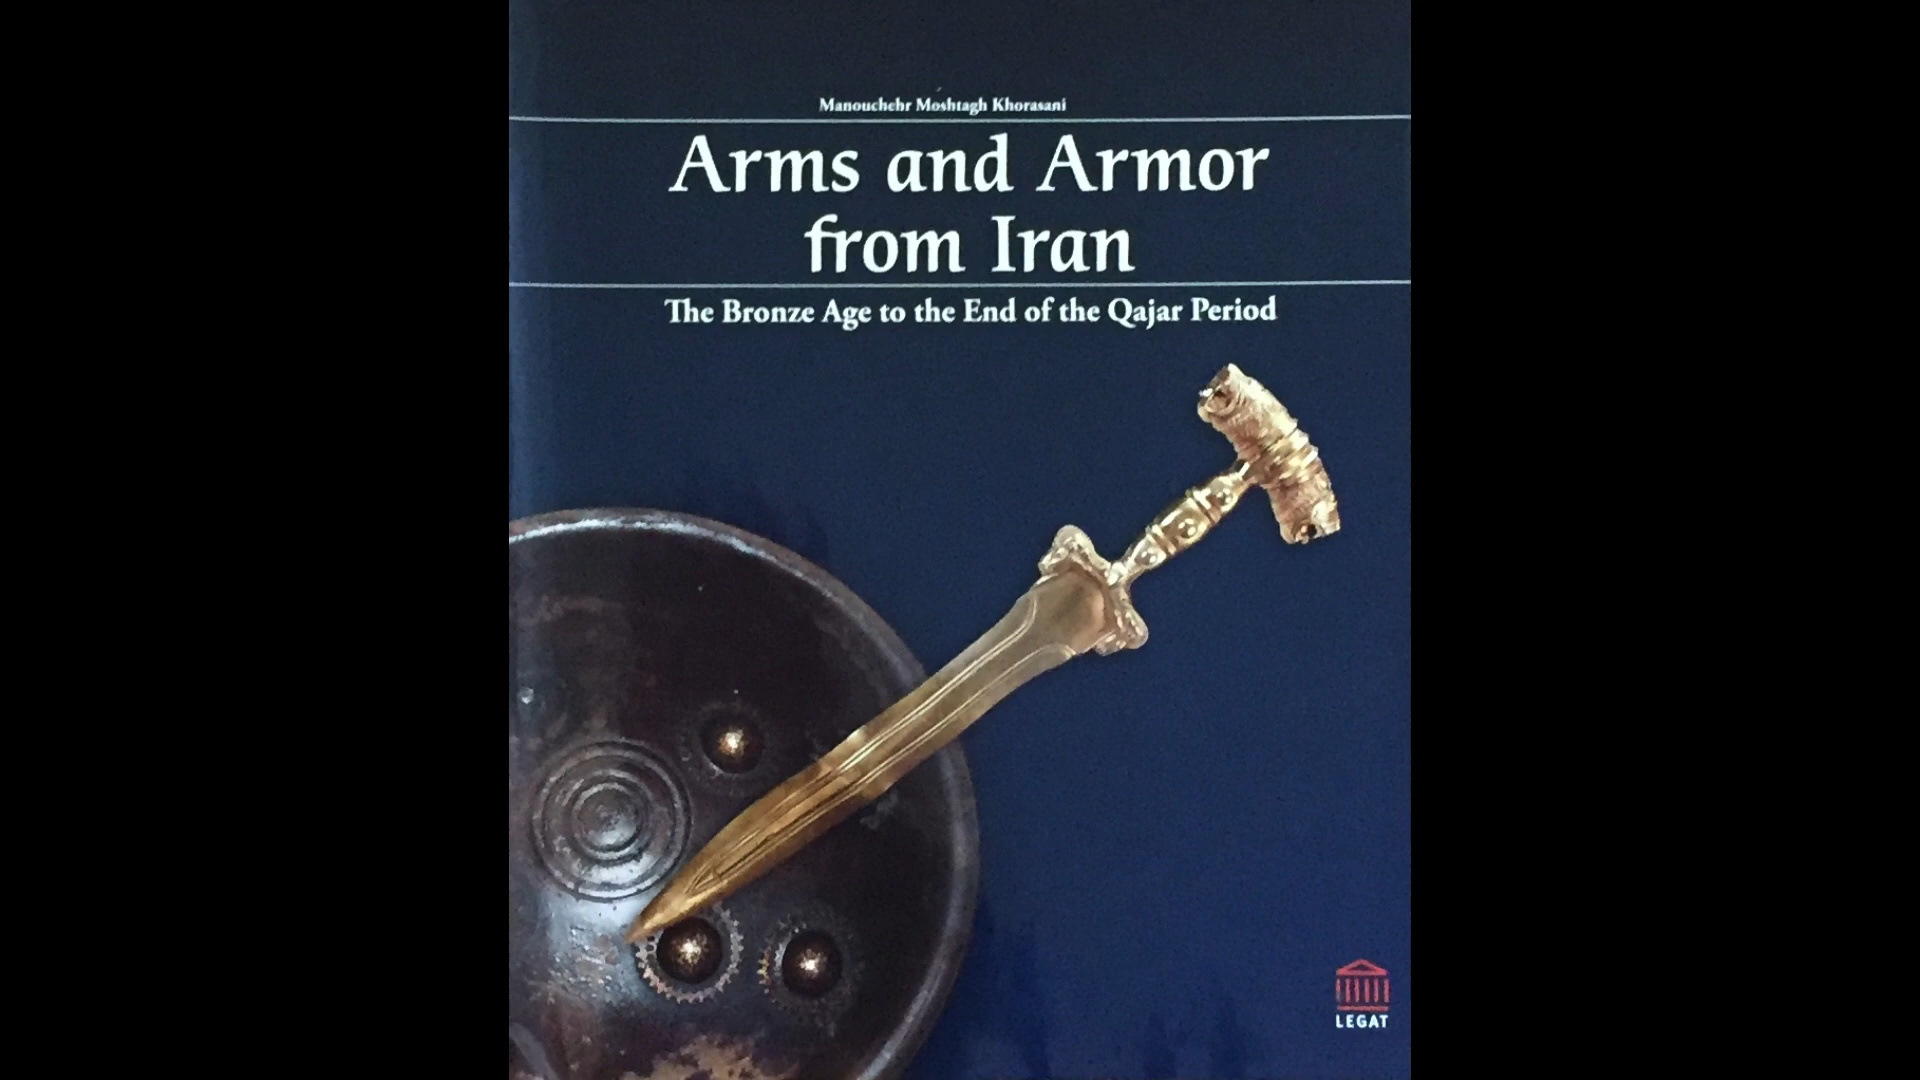 Manouchehr Moshtagh Khorasani
Arms and Armor
from Iran
The Bronze Age to the End of the Qajar Period
LEGAT